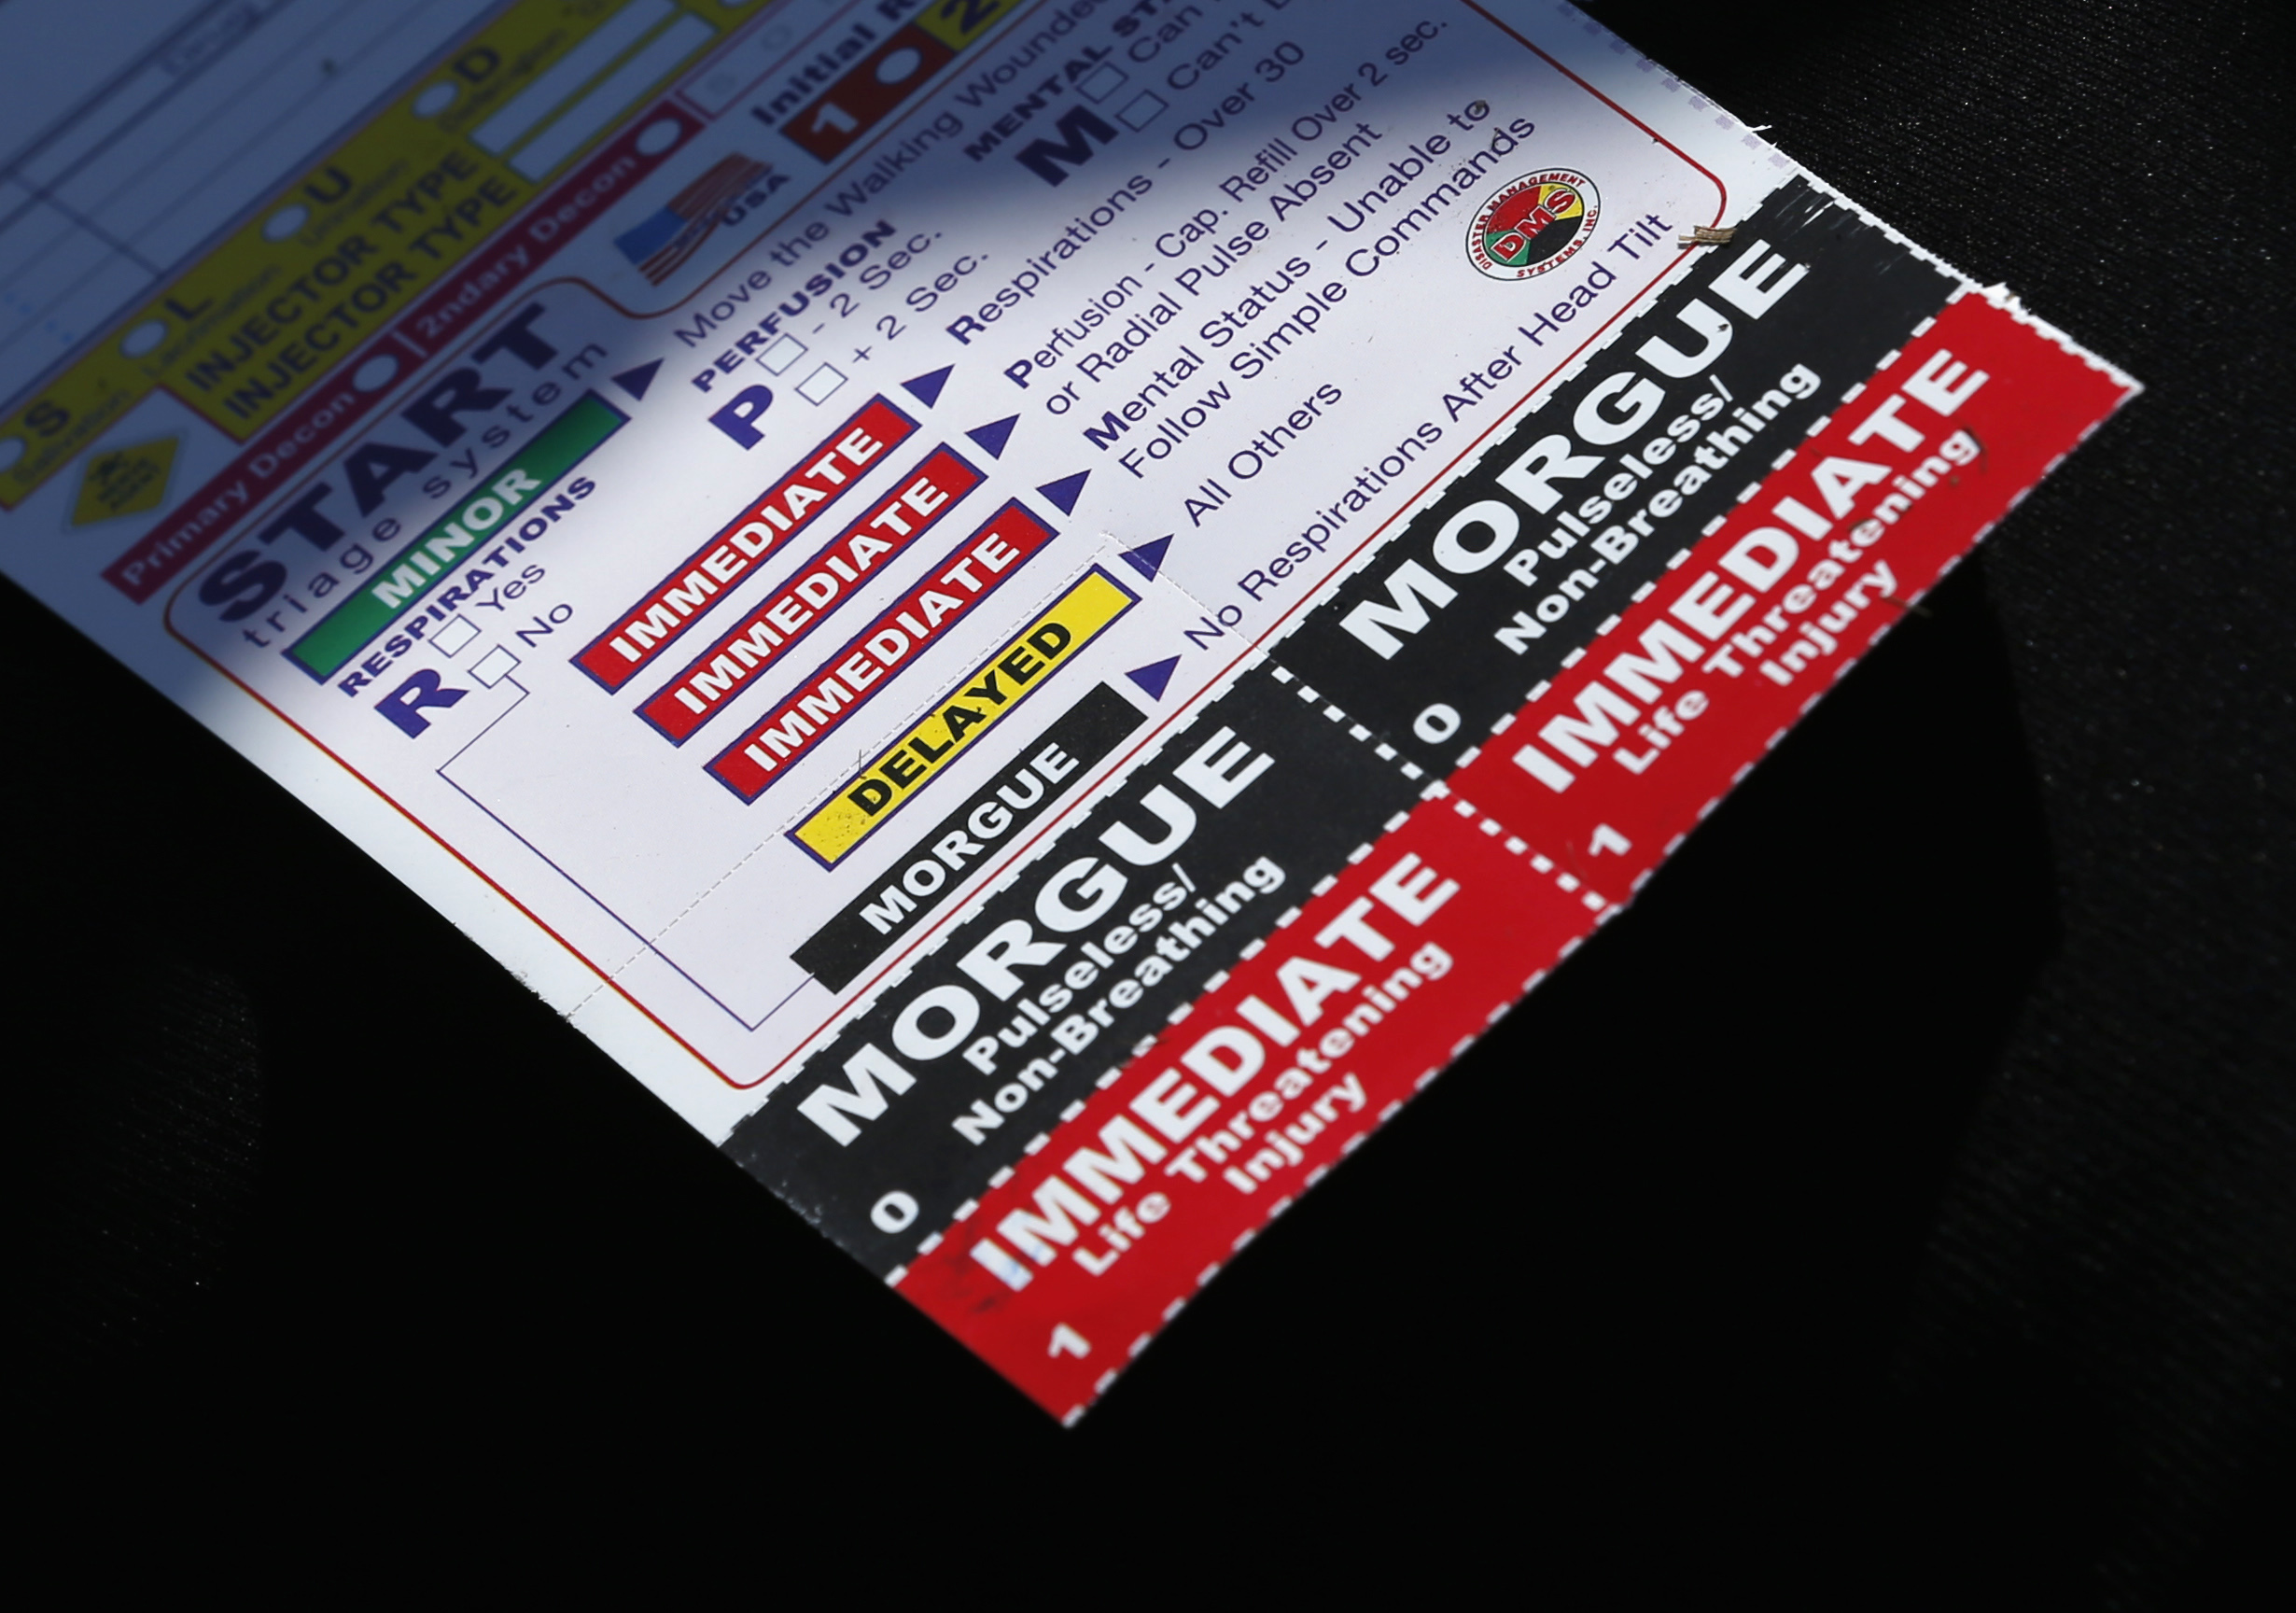 S
Salivation
L
Lacrimation
U
Urination
D
INJECTOR TYPE
INJECTOR TYPE
Primary Decon
2ndary Decon
USA
Initial
1
2
START
triage system
MINOR
Move the Walking Wounded
RESPIRATIONS
R
Yes
No
PERFUSION
P
- 2 Sec.
+ 2 Sec.
MENTAL
M
Can
Can't
IMMEDIATE
Respirations - Over 30
IMMEDIATE
Perfusion - Cap. Refill Over 2 sec.
or Radial Pulse Absent
IMMEDIATE
Mental Status - Unable to
Follow Simple Commands
DELAYED
All Others
MORGUE
No Respirations After Head Tilt
DISASTER MANAGEMENT
DMS
SYSTEMS, INC.
MORGUE
Pulseless/
Non-Breathing
0
MORGUE
Pulseless/
Non-Breathing
0
IMMEDIATE
Life Threatening
Injury
1
IMMEDIATE
Life Threatening
Injury
1